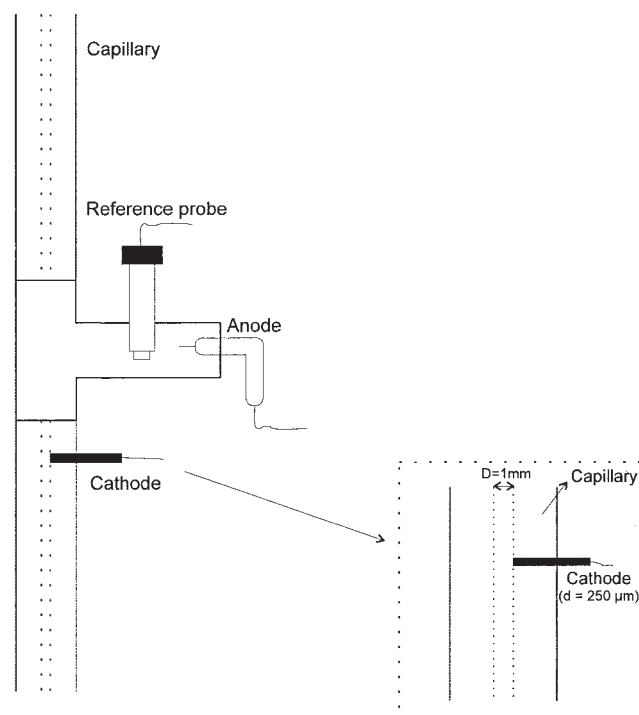 Capillary
Reference probe
Anode
Cathode
D=1mm
Capillary
Cathode
(d = 250 µm)